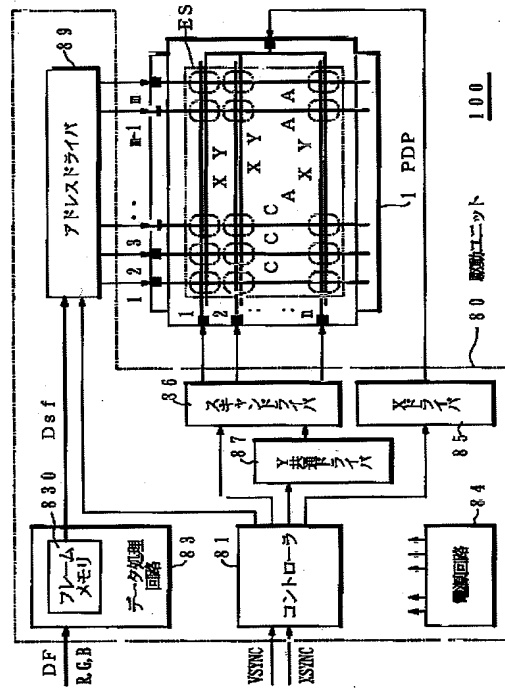 89
アドレスドライバ
1 2 3 ‥ m-1 m
ES
X Y
X Y
C C C A A A
X Y
1
2
:
:
n
1 PDP
100
DF
R,G,B
830
フレーム
メモリ
データ処理
回路
83
Dsf
VSYNC
XSYNC
81
コントローラ
86
スキャンドライバ
87
Y共通ドライバ
Xドライバ
85
84
電源回路
80 駆動ユニット